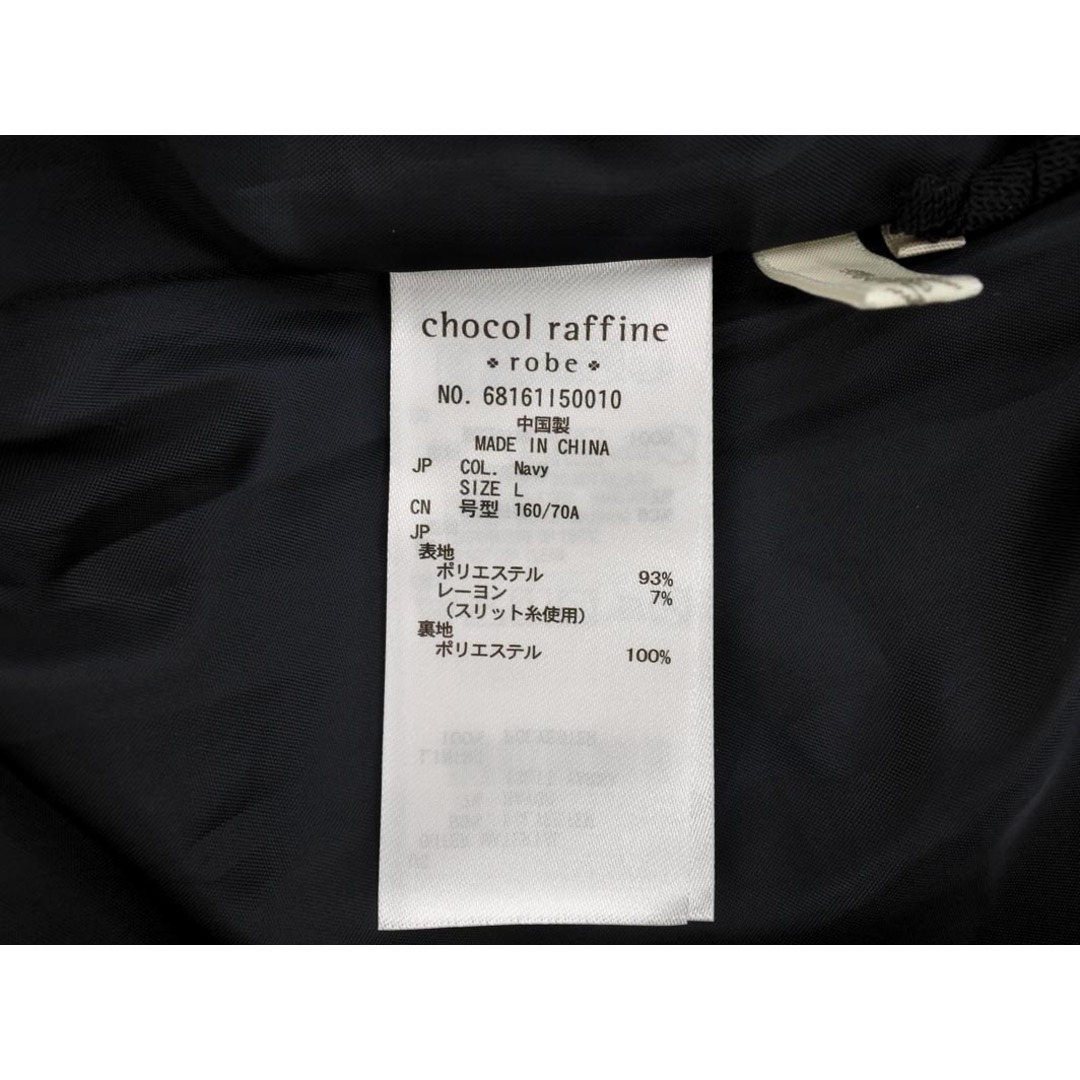 chocol raffine
robe
NO. 68161150010
中国製
MADE IN CHINA
JP COL. Navy
SIZE L
CN 号型 160/70A
JP
表地
ポリエステル 93%
レーヨン 7%
(スリット糸使用)
裏地
ポリエステル 100%